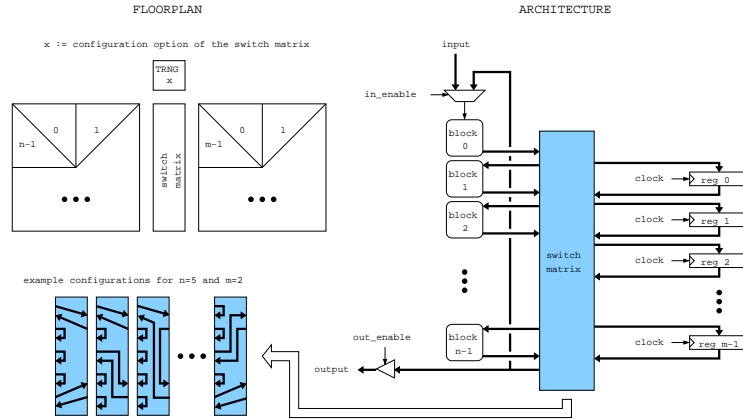 FLOORPLAN
x := configuration option of the switch matrix
TRNG
x
n-1
0
1
switch
matrix
m-1
0
1
example configurations for n=5 and m=2
ARCHITECTURE
input
in_enable
block
0
block
1
block
2
block
n-1
switch
matrix
clock
reg 0
clock
reg 1
clock
reg 2
clock
reg m-1
out_enable
output